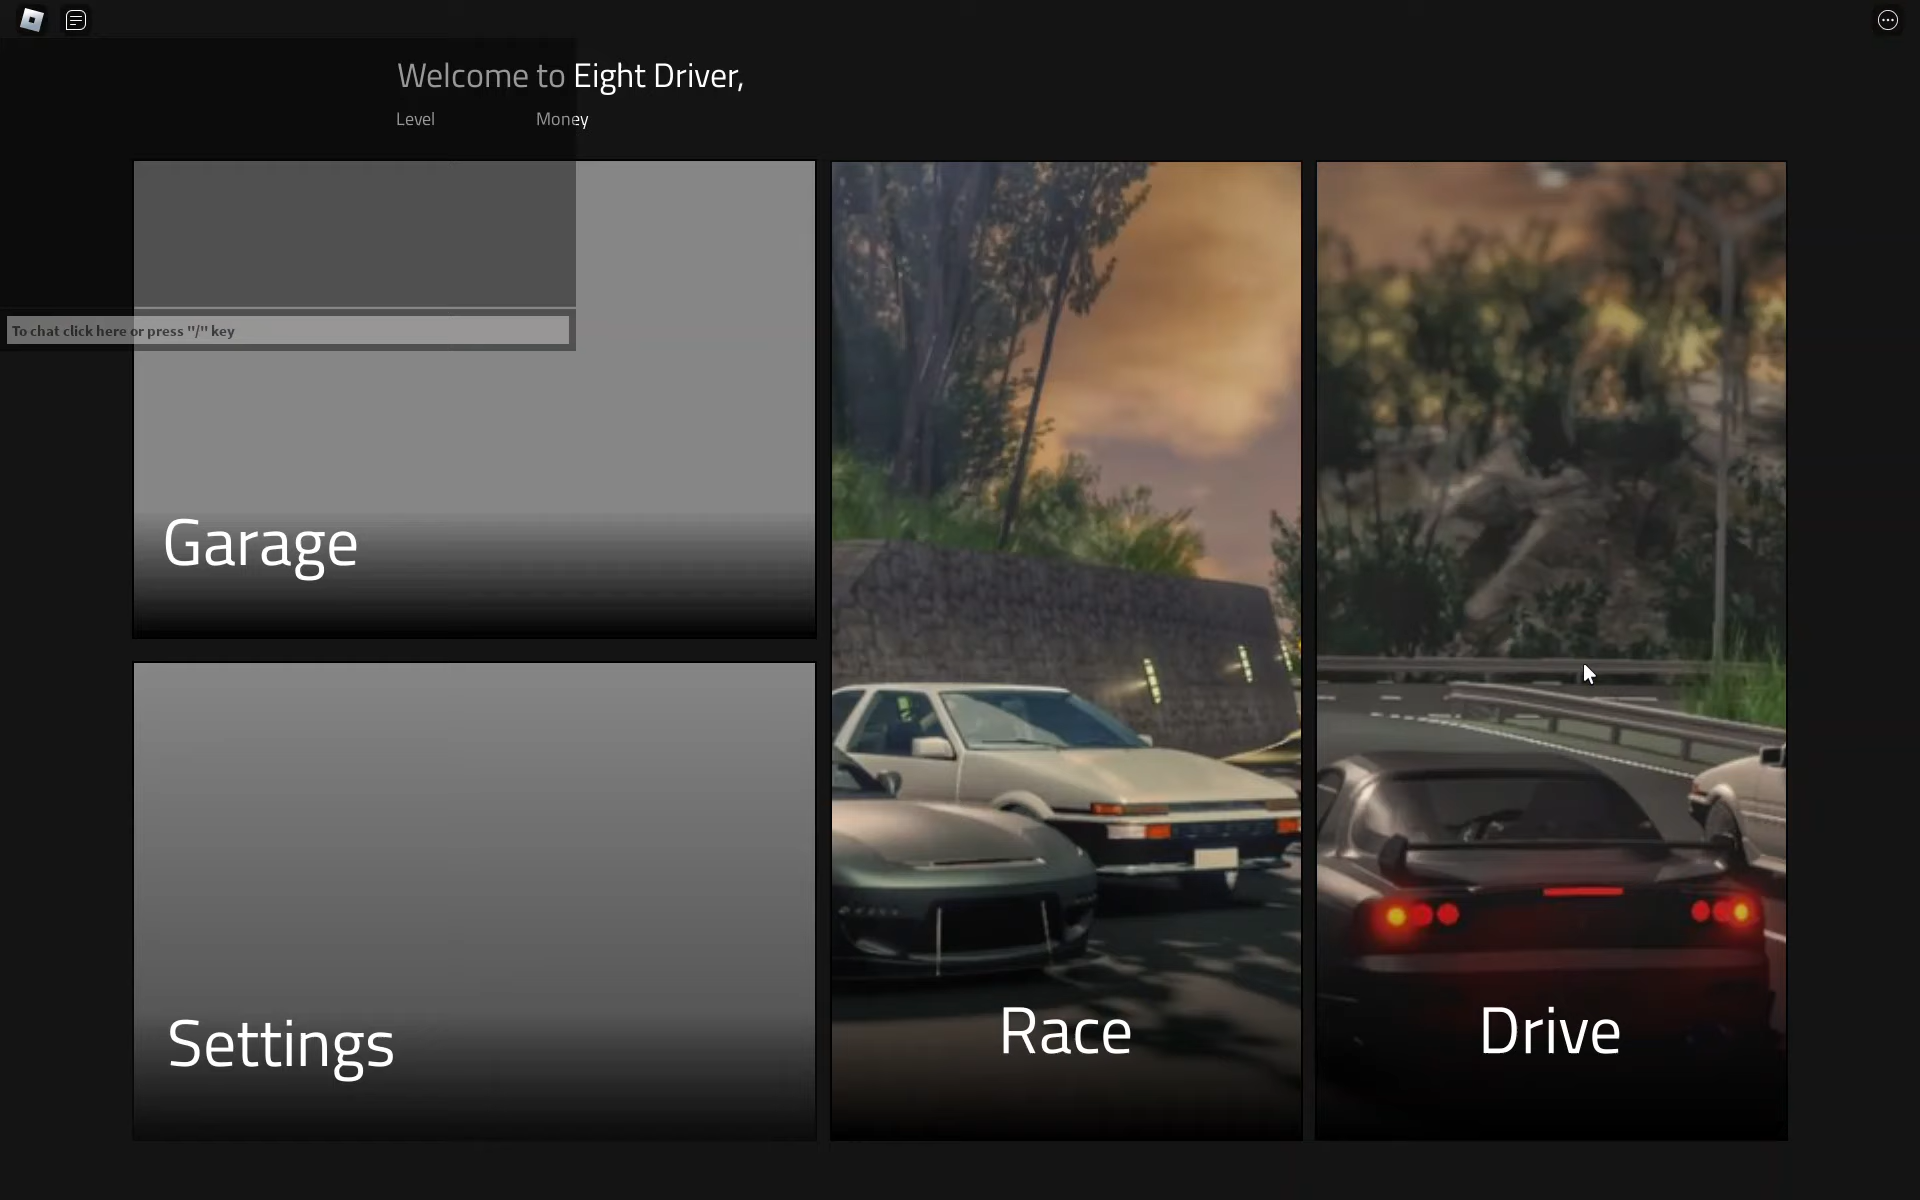 Welcome to Eight Driver,
Level Money
To chat click here or press "/" key
Garage
Settings
Race
Drive